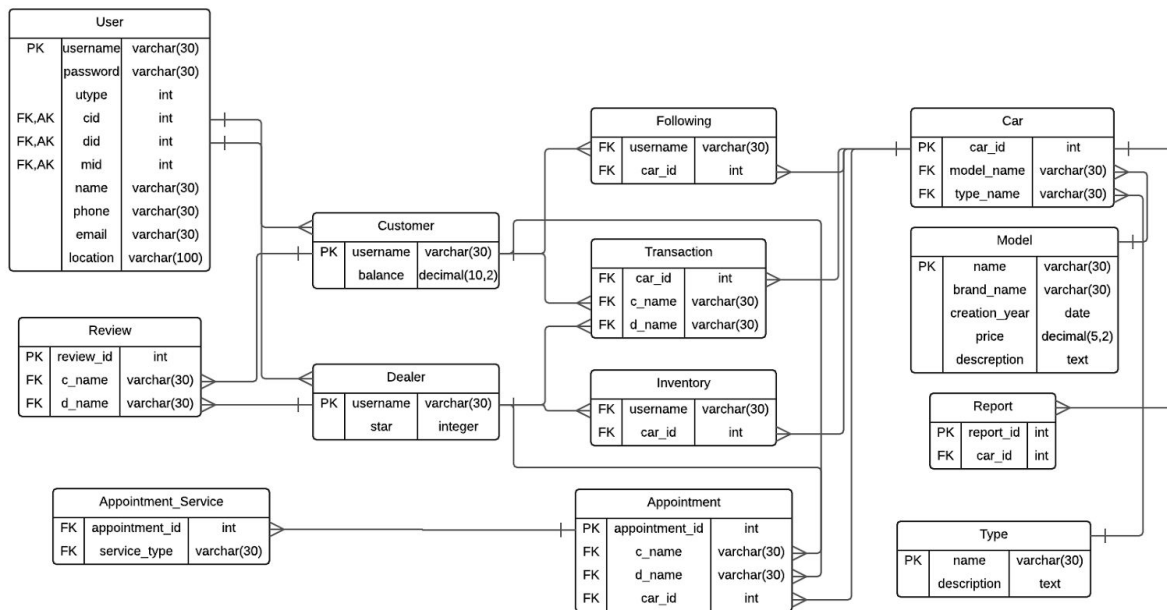 User
PK username varchar(30)
password varchar(30)
utype int
FK,AK cid int
FK,AK did int
FK,AK mid int
name varchar(30)
phone varchar(30)
email varchar(30)
location varchar(100)
Review
PK review_id int
FK c_name varchar(30)
FK d_name varchar(30)
Appointment_Service
FK appointment_id int
FK service_type varchar(30)
Customer
PK username varchar(30)
balance decimal(10,2)
Dealer
PK username varchar(30)
star integer
Following
FK username varchar(30)
FK car_id int
Transaction
FK car_id int
FK c_name varchar(30)
FK d_name varchar(30)
Inventory
FK username varchar(30)
FK car_id int
Appointment
PK appointment_id int
FK c_name varchar(30)
FK d_name varchar(30)
FK car_id int
Car
PK car_id int
FK model_name varchar(30)
FK type_name varchar(30)
Model
PK name varchar(30)
brand_name varchar(30)
creation_year date
price decimal(5,2)
descreption text
Report
PK report_id int
FK car_id int
Type
PK name varchar(30)
description text